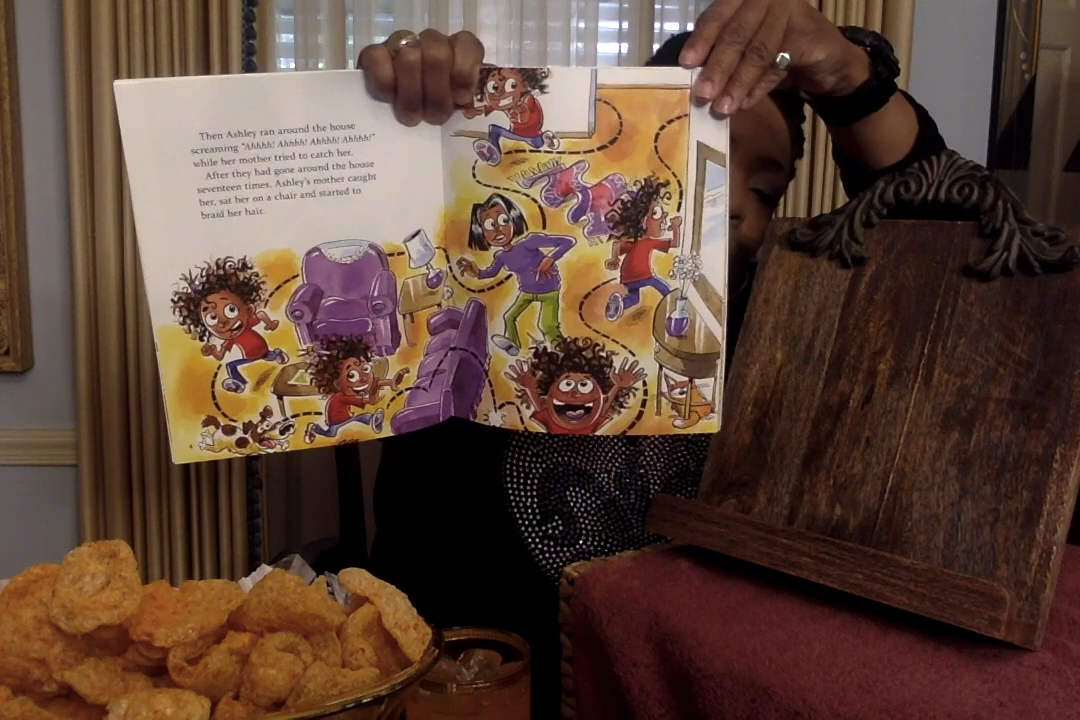 Then Ashley ran around the house
screaming "Ahhhh! Ahhhh! Ahhhh! Ahhhh!"
while her mother tried to catch her.
After they had gone around the house
seventeen times, Ashley's mother caught
her, sat her on a chair and started to
braid her hair.